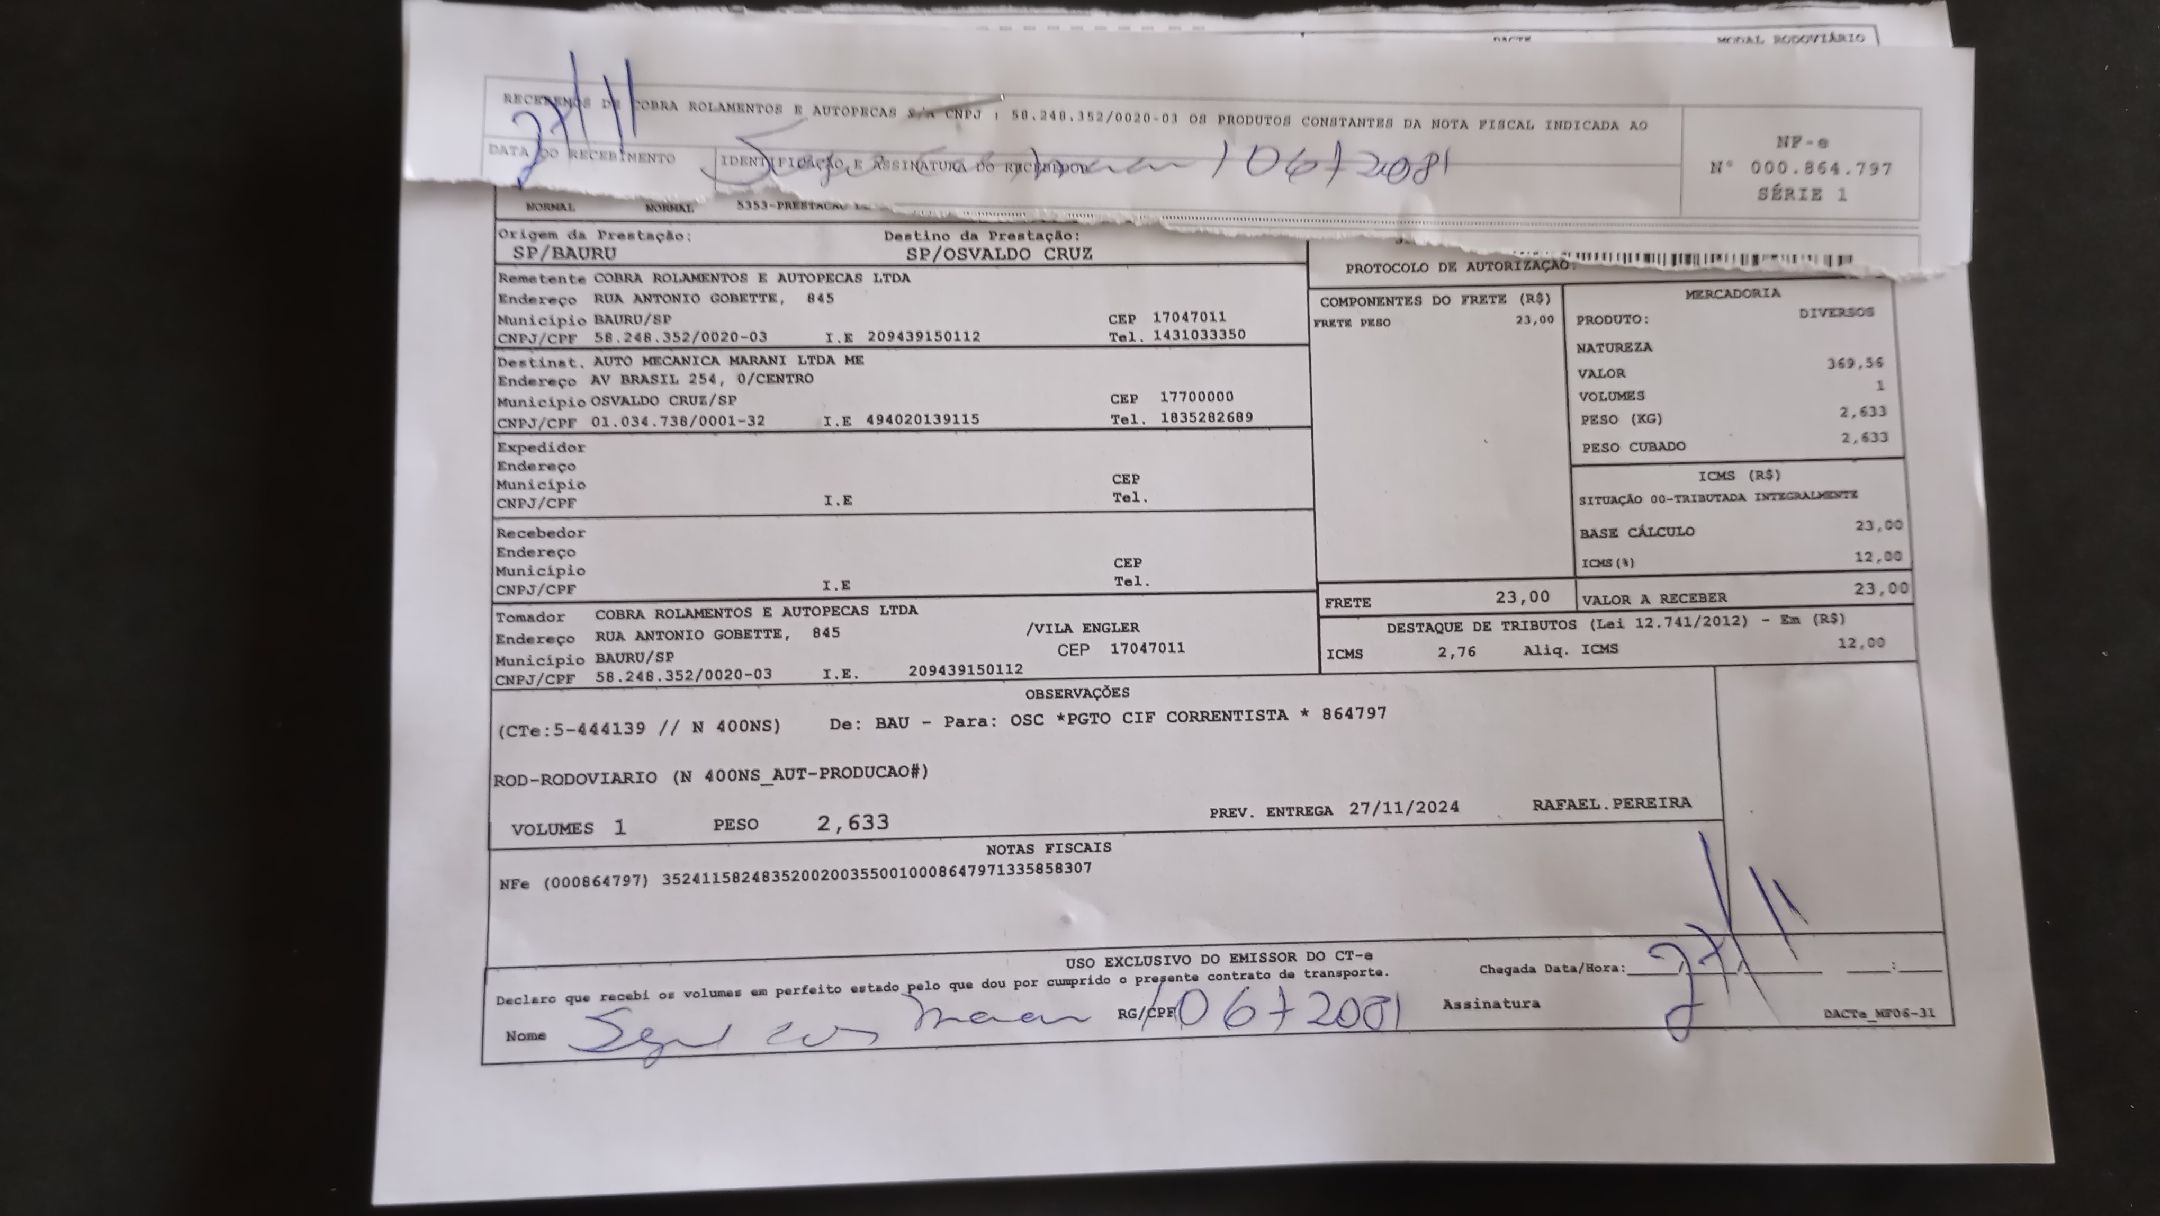 DACTE MODAL RODOVIÁRIO
RECEBEMOS DE COBRA ROLAMENTOS E AUTOPECAS S/A CNPJ : 58.248.352/0020-03 OS PRODUTOS CONSTANTES DA NOTA FISCAL INDICADA AO
DATA DO RECEBIMENTO
27/11
IDENTIFICAÇÃO E ASSINATURA DO RECEBEDOR
NF-e
Nº 000.864.797
SÉRIE 1
NORMAL NORMAL 5353-PRESTACAO
Origem da Prestação: Destino da Prestação:
SP/BAURU SP/OSVALDO CRUZ
PROTOCOLO DE AUTORIZAÇÃO:
Remetente COBRA ROLAMENTOS E AUTOPECAS LTDA
Endereço RUA ANTONIO GOBETTE, 845
Município BAURU/SP CEP 17047011
CNPJ/CPF 58.248.352/0020-03 I.E 209439150112 Tel. 1431033350
Destinat. AUTO MECANICA MARANI LTDA ME
Endereço AV BRASIL 254, 0/CENTRO
Município OSVALDO CRUZ/SP CEP 17700000
CNPJ/CPF 01.034.738/0001-32 I.E 494020139115 Tel. 1835282689
Expedidor
Endereço
Município CEP
CNPJ/CPF I.E Tel.
Recebedor
Endereço
Município CEP
CNPJ/CPF I.E Tel.
Tomador COBRA ROLAMENTOS E AUTOPECAS LTDA
Endereço RUA ANTONIO GOBETTE, 845 /VILA ENGLER
Município BAURU/SP CEP 17047011
CNPJ/CPF 58.248.352/0020-03 I.E. 209439150112
COMPONENTES DO FRETE (R$)
FRETE PESO 23,00
MERCADORIA
PRODUTO: DIVERSOS
NATUREZA
VALOR 369,56
VOLUMES 1
PESO (KG) 2,633
PESO CUBADO 2,633
ICMS (R$)
SITUAÇÃO 00-TRIBUTADA INTEGRALMENTE
BASE CÁLCULO 23,00
ICMS(%) 12,00
FRETE 23,00 VALOR A RECEBER 23,00
DESTAQUE DE TRIBUTOS (Lei 12.741/2012) - Em (R$)
ICMS 2,76 Aliq. ICMS 12,00
OBSERVAÇÕES
(CTe:5-444139 // N 400NS) De: BAU - Para: OSC *PGTO CIF CORRENTISTA * 864797
ROD-RODOVIARIO (N 400NS_AUT-PRODUCAO#)
VOLUMES 1 PESO 2,633 PREV. ENTREGA 27/11/2024 RAFAEL.PEREIRA
NOTAS FISCAIS
NFe (000864797) 35241158248352002003550010008647971335858307
USO EXCLUSIVO DO EMISSOR DO CT-e
Declaro que recebi os volumes em perfeito estado pelo que dou por cumprido o presente contrato de transporte.
Chegada Data/Hora: 27/11
Nome RG/CPF Assinatura
DACTe_MF06-31